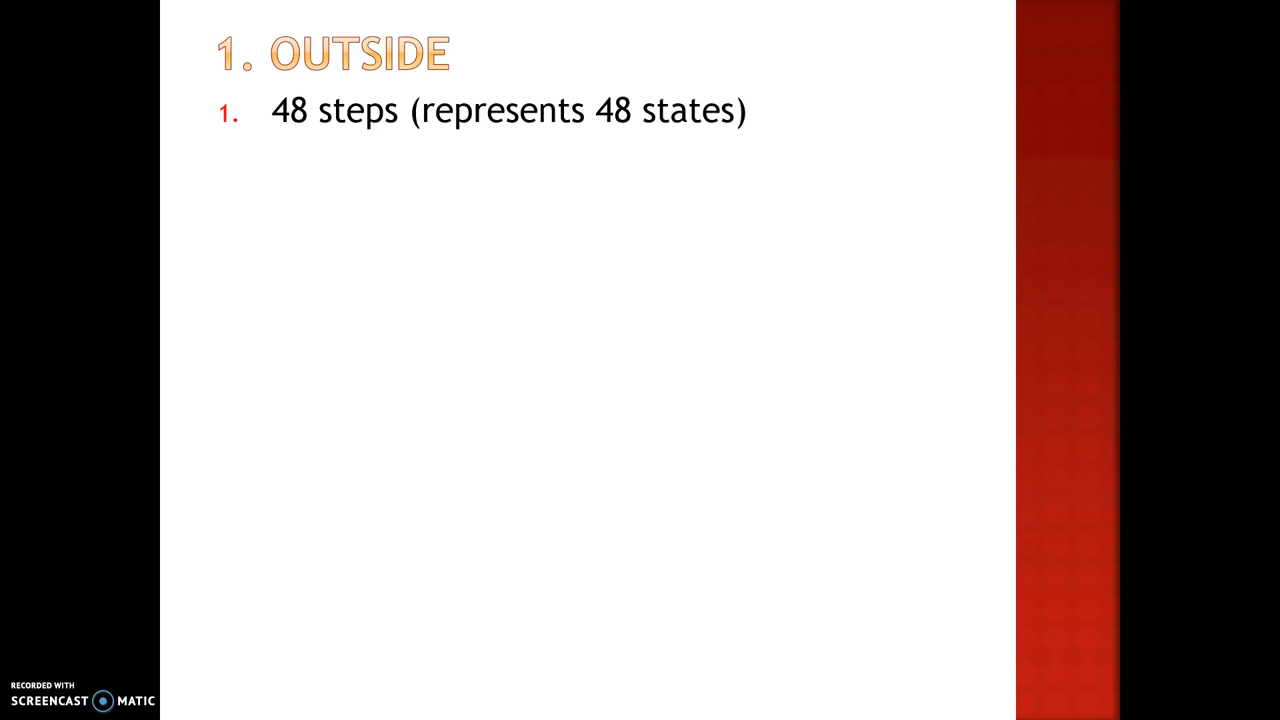 1. OUTSIDE
1. 48 steps (represents 48 states)
RECORDED WITH
SCREENCAST MATIC